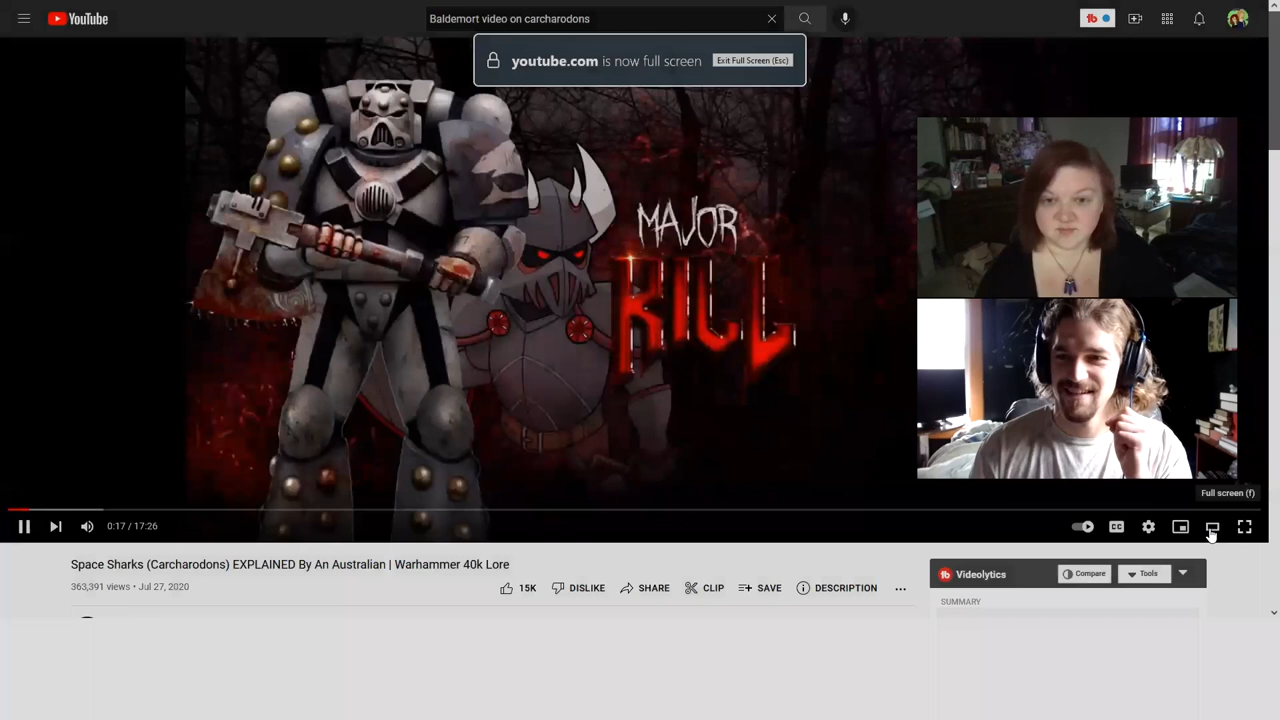 YouTube
Baldemort video on carcharodons
youtube.com is now full screen
Exit Full Screen (Esc)
MAJOR
KILL
Full screen (f)
0:17 / 17:26
CC
Space Sharks (Carcharodons) EXPLAINED By An Australian | Warhammer 40k Lore
363,391 views • Jul 27, 2020
15K
DISLIKE
SHARE
CLIP
SAVE
DESCRIPTION
Videolytics
Compare
Tools
SUMMARY